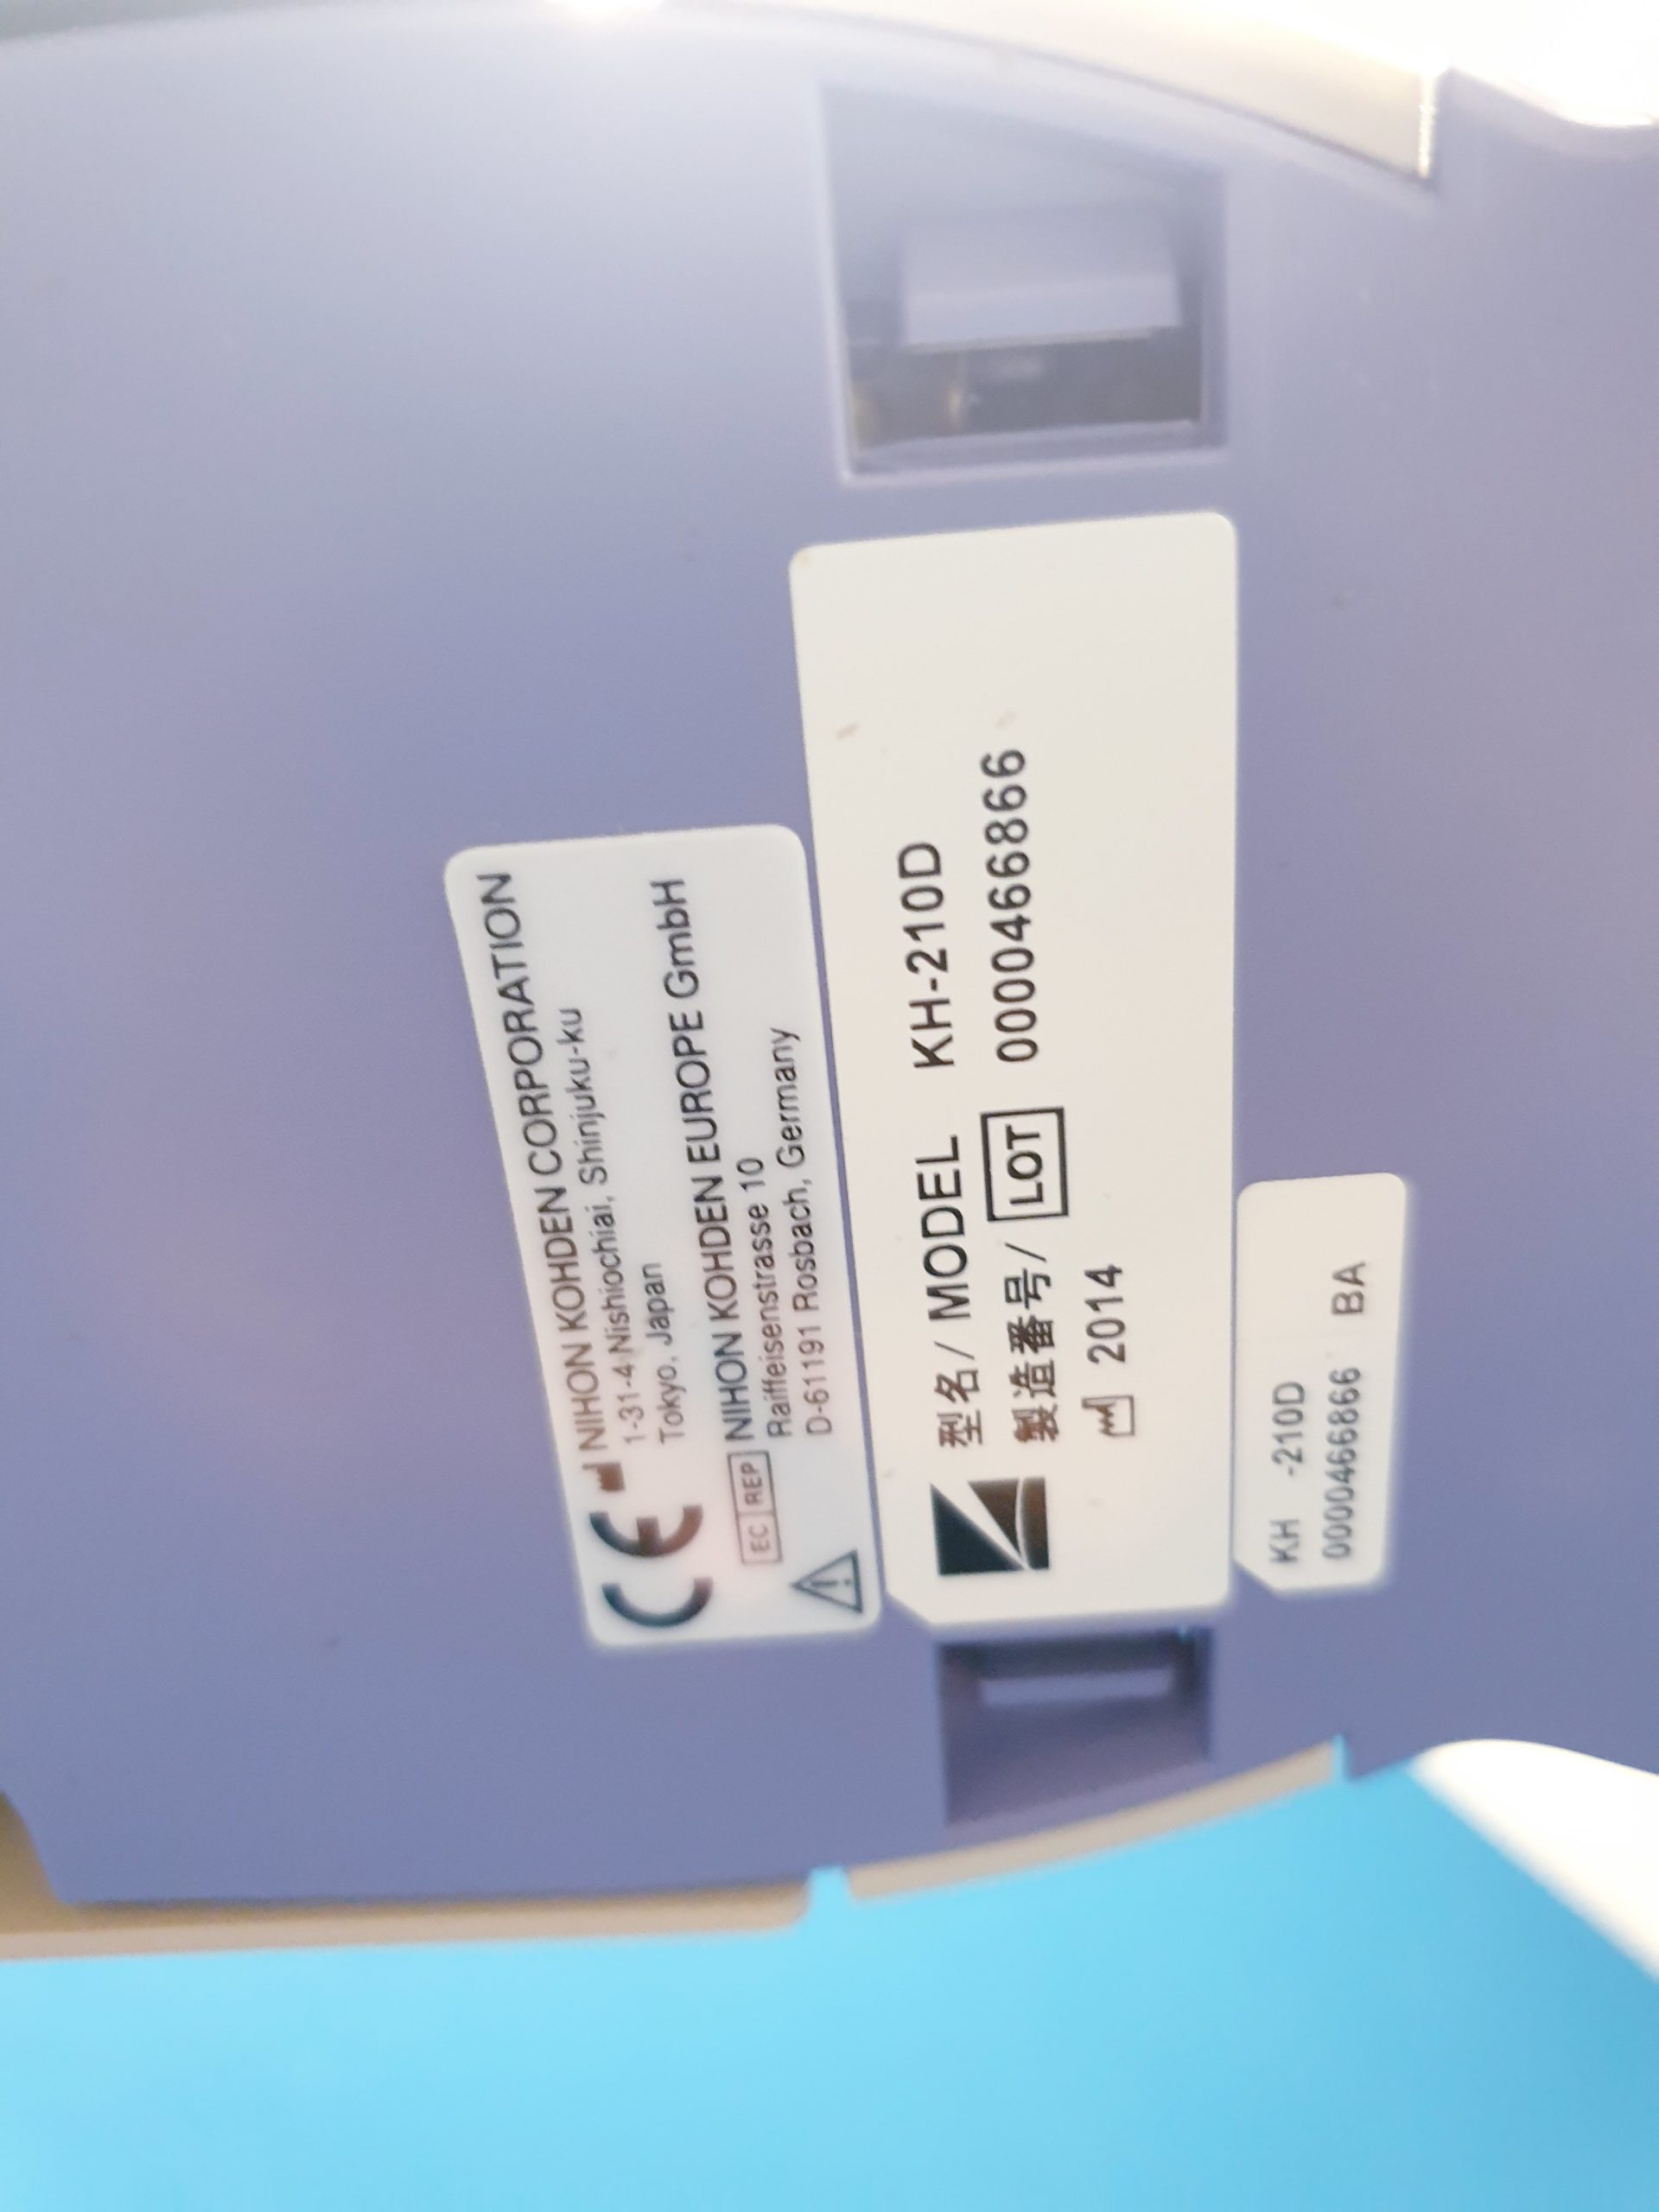 NIHON KOHDEN CORPORATION
1-31-4 Nishiochiai, Shinjuku-ku
Tokyo, Japan
EC REP NIHON KOHDEN EUROPE GmbH
Raiffeisenstrasse 10
D-61191 Rosbach, Germany
CE
型名/ MODEL KH-210D
製造番号/ LOT 0000466866
2014
KH -210D
0000466866 BA